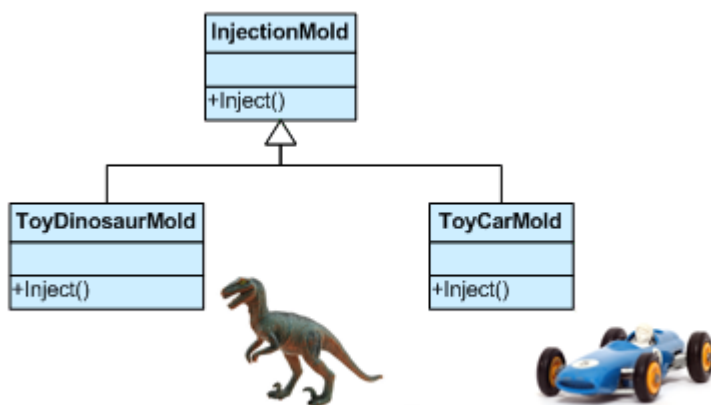 InjectionMold
+Inject()
ToyDinosaurMold
+Inject()
ToyCarMold
+Inject()